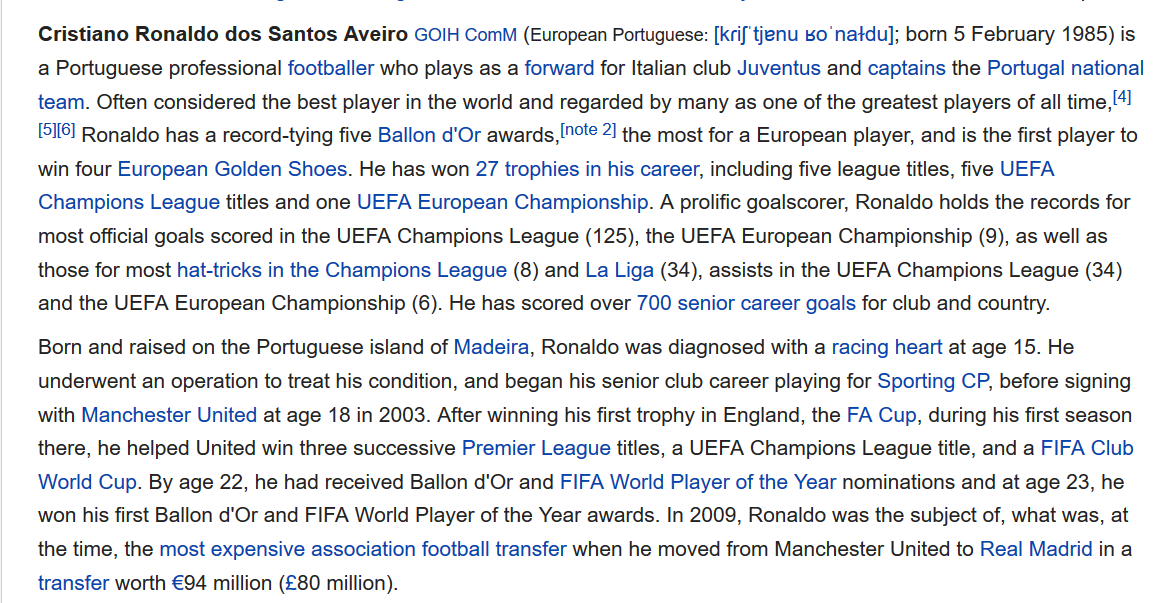 Cristiano Ronaldo dos Santos Aveiro GOIH ComM (European Portuguese: [kɾiʃˈtjɐnu ʁoˈnaɫdu]; born 5 February 1985) is
a Portuguese professional footballer who plays as a forward for Italian club Juventus and captains the Portugal national
team. Often considered the best player in the world and regarded by many as one of the greatest players of all time,[4]
[5][6] Ronaldo has a record-tying five Ballon d'Or awards,[note 2] the most for a European player, and is the first player to
win four European Golden Shoes. He has won 27 trophies in his career, including five league titles, five UEFA
Champions League titles and one UEFA European Championship. A prolific goalscorer, Ronaldo holds the records for
most official goals scored in the UEFA Champions League (125), the UEFA European Championship (9), as well as
those for most hat-tricks in the Champions League (8) and La Liga (34), assists in the UEFA Champions League (34)
and the UEFA European Championship (6). He has scored over 700 senior career goals for club and country.
Born and raised on the Portuguese island of Madeira, Ronaldo was diagnosed with a racing heart at age 15. He
underwent an operation to treat his condition, and began his senior club career playing for Sporting CP, before signing
with Manchester United at age 18 in 2003. After winning his first trophy in England, the FA Cup, during his first season
there, he helped United win three successive Premier League titles, a UEFA Champions League title, and a FIFA Club
World Cup. By age 22, he had received Ballon d'Or and FIFA World Player of the Year nominations and at age 23, he
won his first Ballon d'Or and FIFA World Player of the Year awards. In 2009, Ronaldo was the subject of, what was, at
the time, the most expensive association football transfer when he moved from Manchester United to Real Madrid in a
transfer worth €94 million (£80 million).